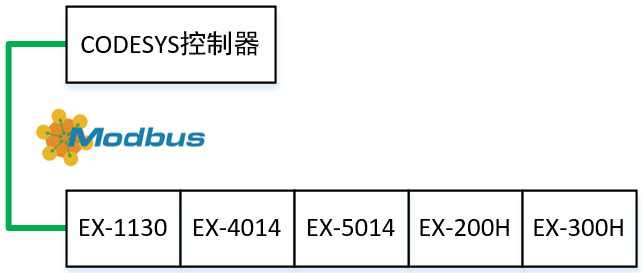 CODESYS控制器
Modbus
EX-1130 EX-4014 EX-5014 EX-200H EX-300H